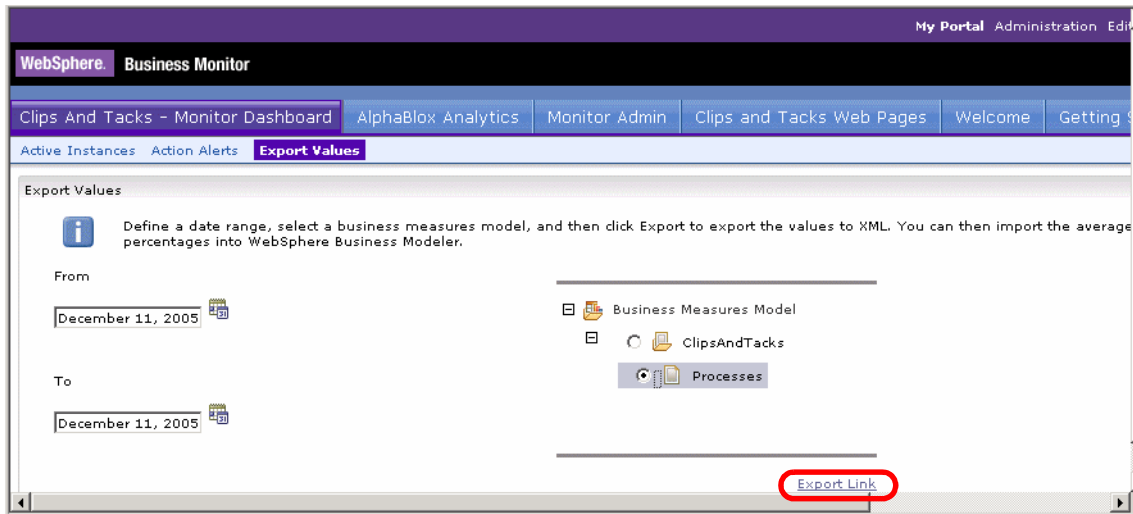 My Portal Administration Edit
WebSphere. Business Monitor
Clips And Tacks - Monitor Dashboard AlphaBlox Analytics Monitor Admin Clips and Tacks Web Pages Welcome Getting S
Active Instances Action Alerts Export Values
Export Values
Define a date range, select a business measures model, and then click Export to export the values to XML. You can then import the average
percentages into WebSphere Business Modeler.
From
December 11, 2005
Business Measures Model
ClipsAndTacks
Processes
To
December 11, 2005
Export Link